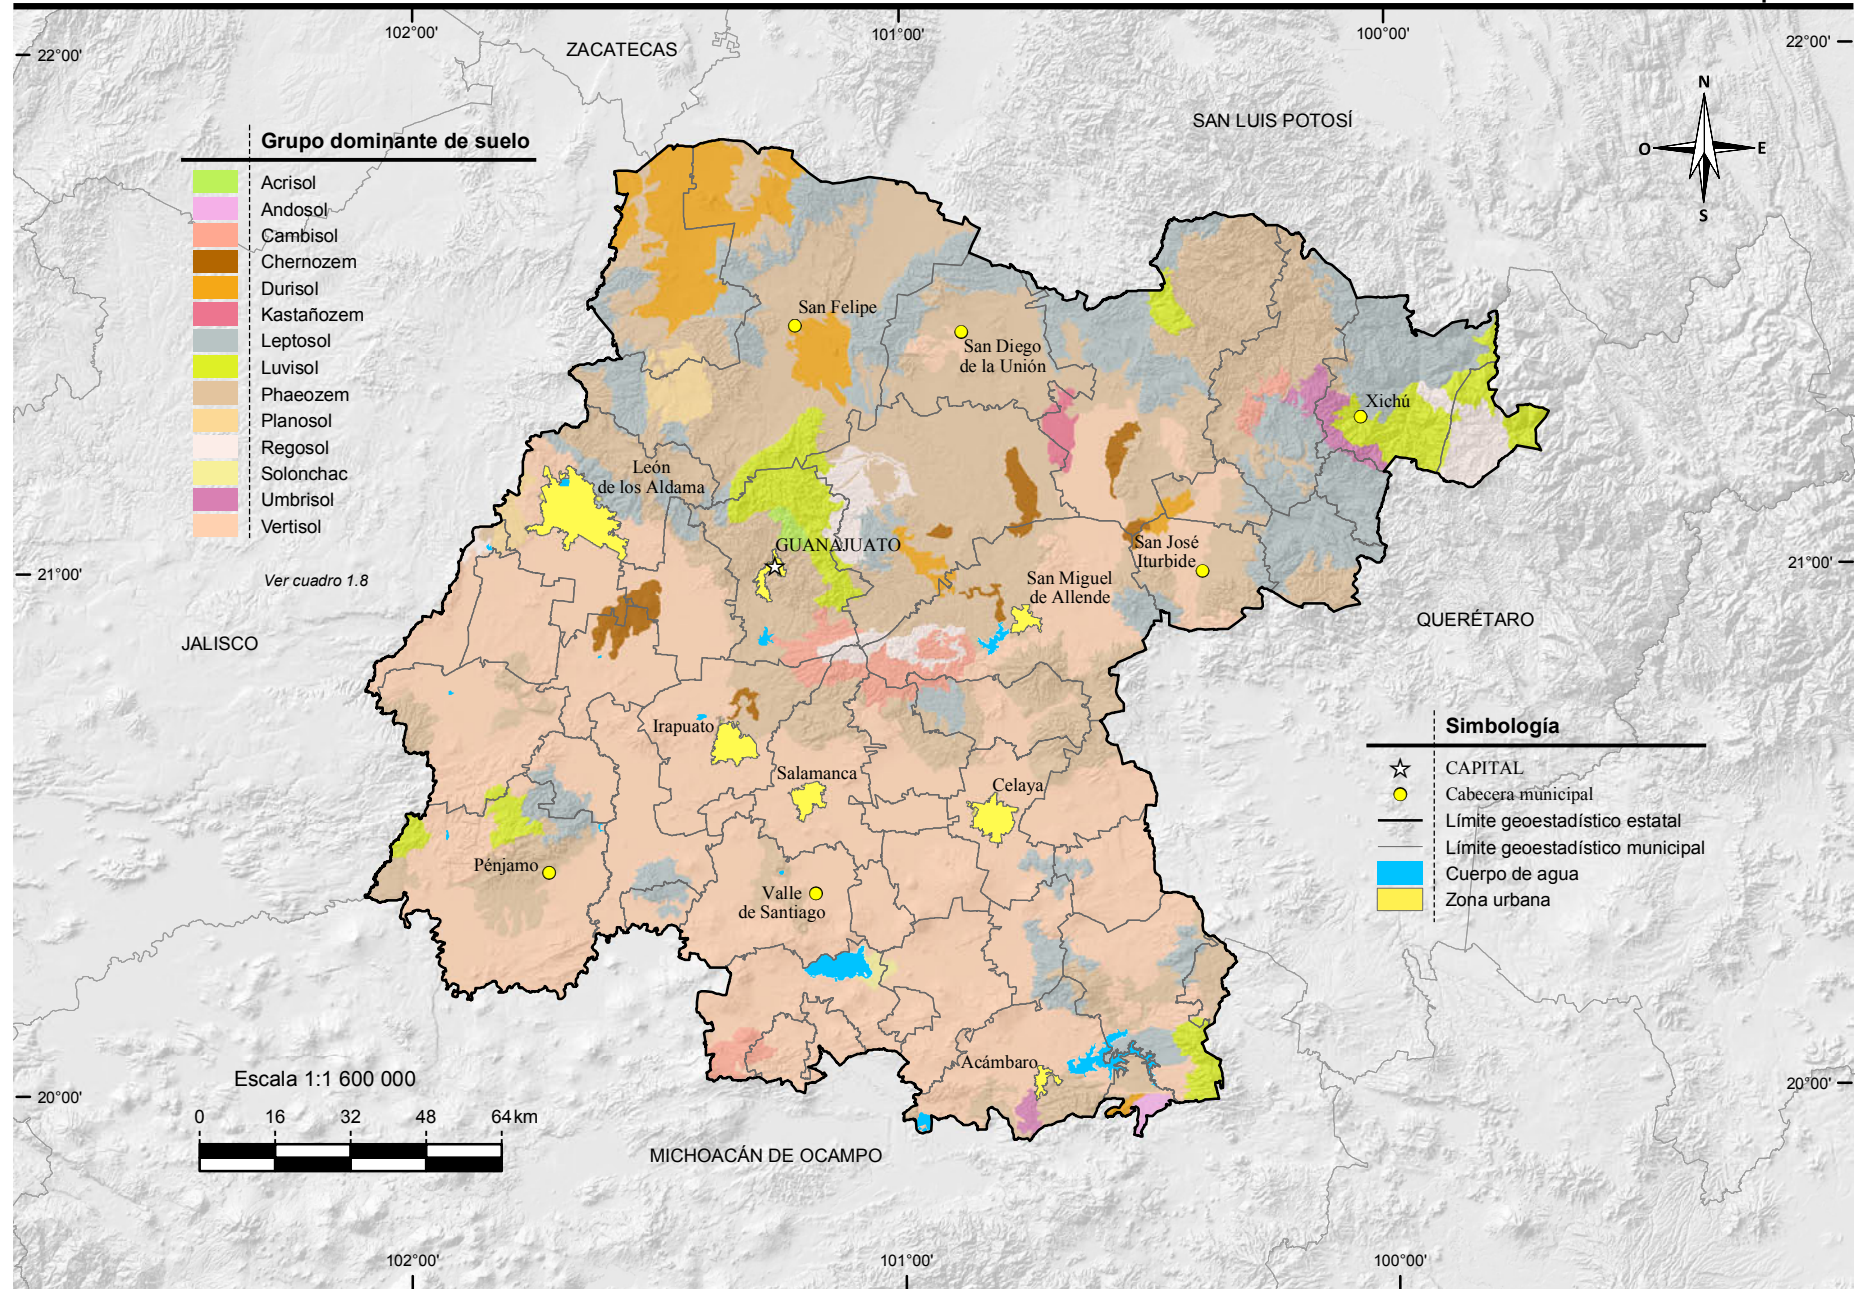 102°00'
101°00'
100°00'
22°00'
22°00'
ZACATECAS
SAN LUIS POTOSÍ
N
O
E
S
Grupo dominante de suelo
Acrisol
Andosol
Cambisol
Chernozem
Durisol
Kastañozem
Leptosol
Luvisol
Phaeozem
Planosol
Regosol
Solonchac
Umbrisol
Vertisol
Ver cuadro 1.8
San Felipe
San Diego
de la Unión
Xichú
León
de los Aldama
GUANAJUATO
San José
Iturbide
San Miguel
de Allende
21°00'
21°00'
JALISCO
QUERÉTARO
Irapuato
Salamanca
Celaya
Pénjamo
Valle
de Santiago
Acámbaro
Simbología
CAPITAL
Cabecera municipal
Límite geoestadístico estatal
Límite geoestadístico municipal
Cuerpo de agua
Zona urbana
Escala 1:1 600 000
0 16 32 48 64 km
20°00'
20°00'
MICHOACÁN DE OCAMPO
102°00'
101°00'
100°00'